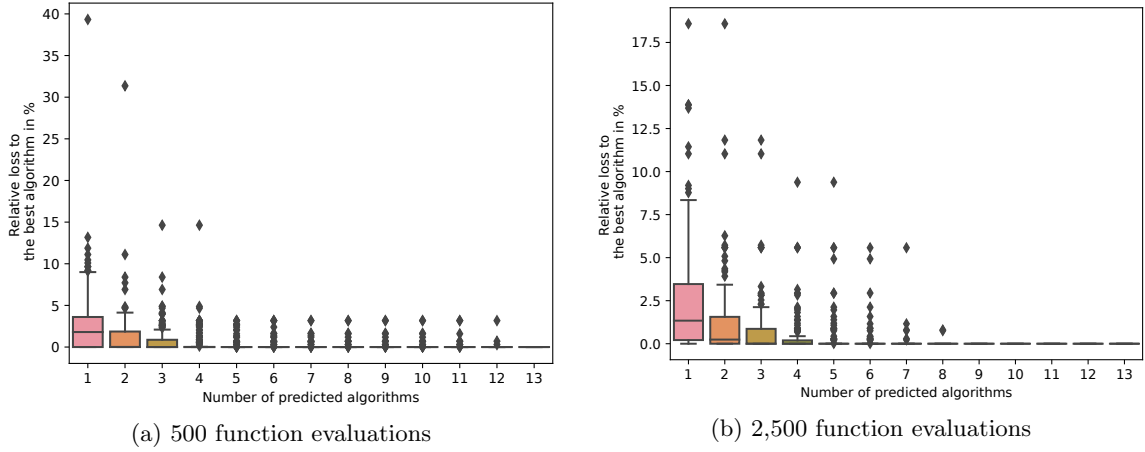 40
35
30
25
20
15
10
5
0
Relative loss to
the best algorithm in %
1 2 3 4 5 6 7 8 9 10 11 12 13
Number of predicted algorithms
(a) 500 function evaluations
17.5
15.0
12.5
10.0
7.5
5.0
2.5
0.0
Relative loss to
the best algorithm in %
1 2 3 4 5 6 7 8 9 10 11 12 13
Number of predicted algorithms
(b) 2,500 function evaluations